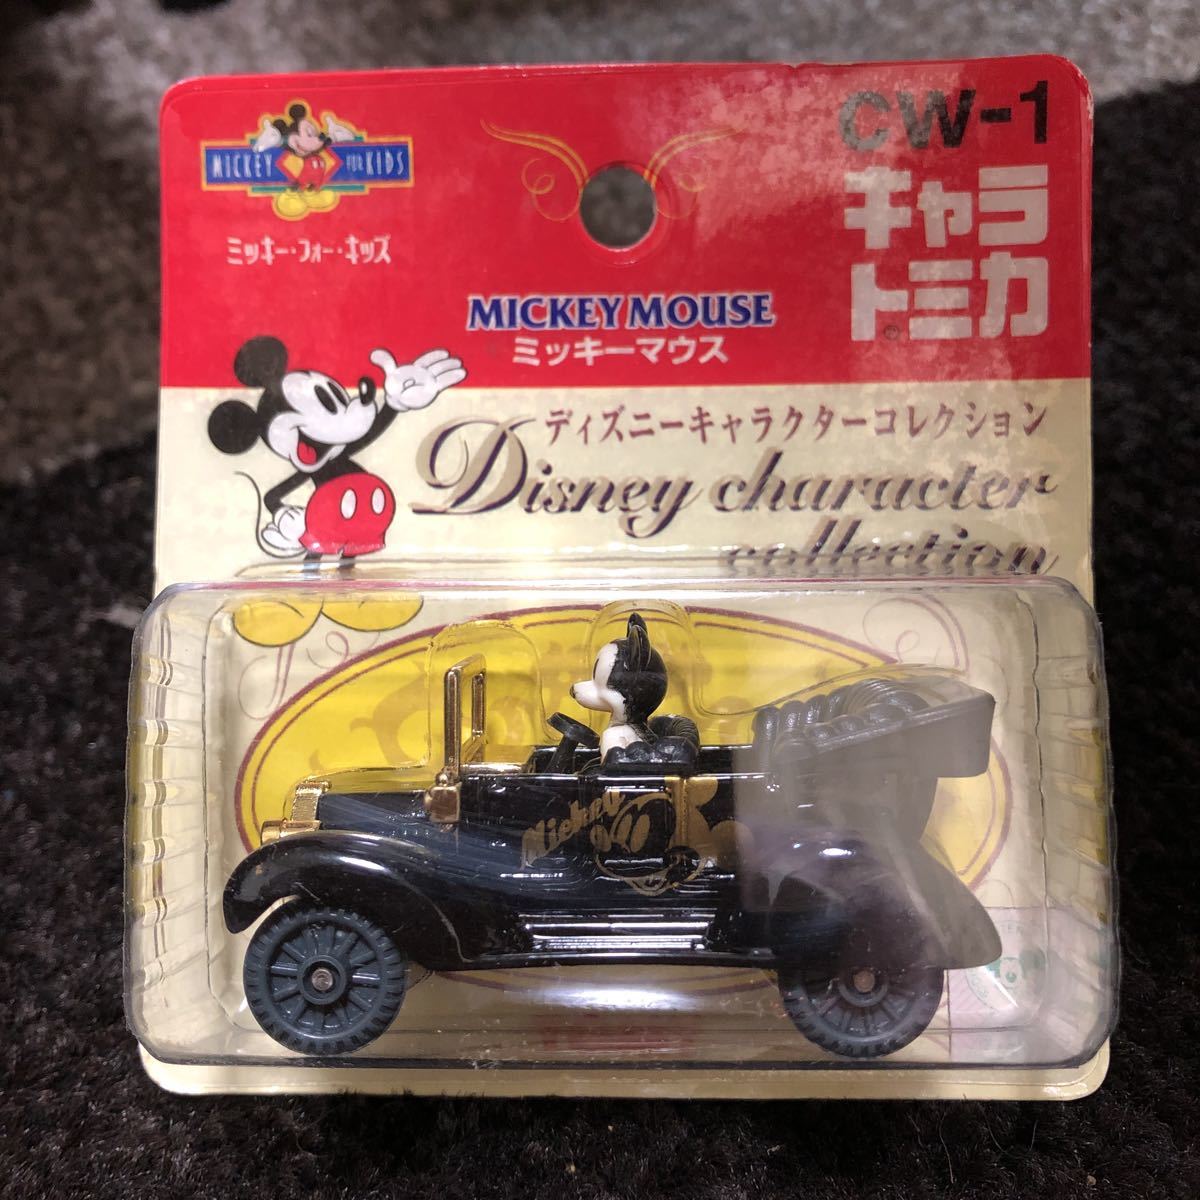 MICKEY FOR KIDS
ミッキー・フォー・キッズ
CW-1
キャラ
トミカ
®
MICKEY MOUSE
ミッキーマウス
ディズニーキャラクターコレクション
Disney character
collection
Mickey